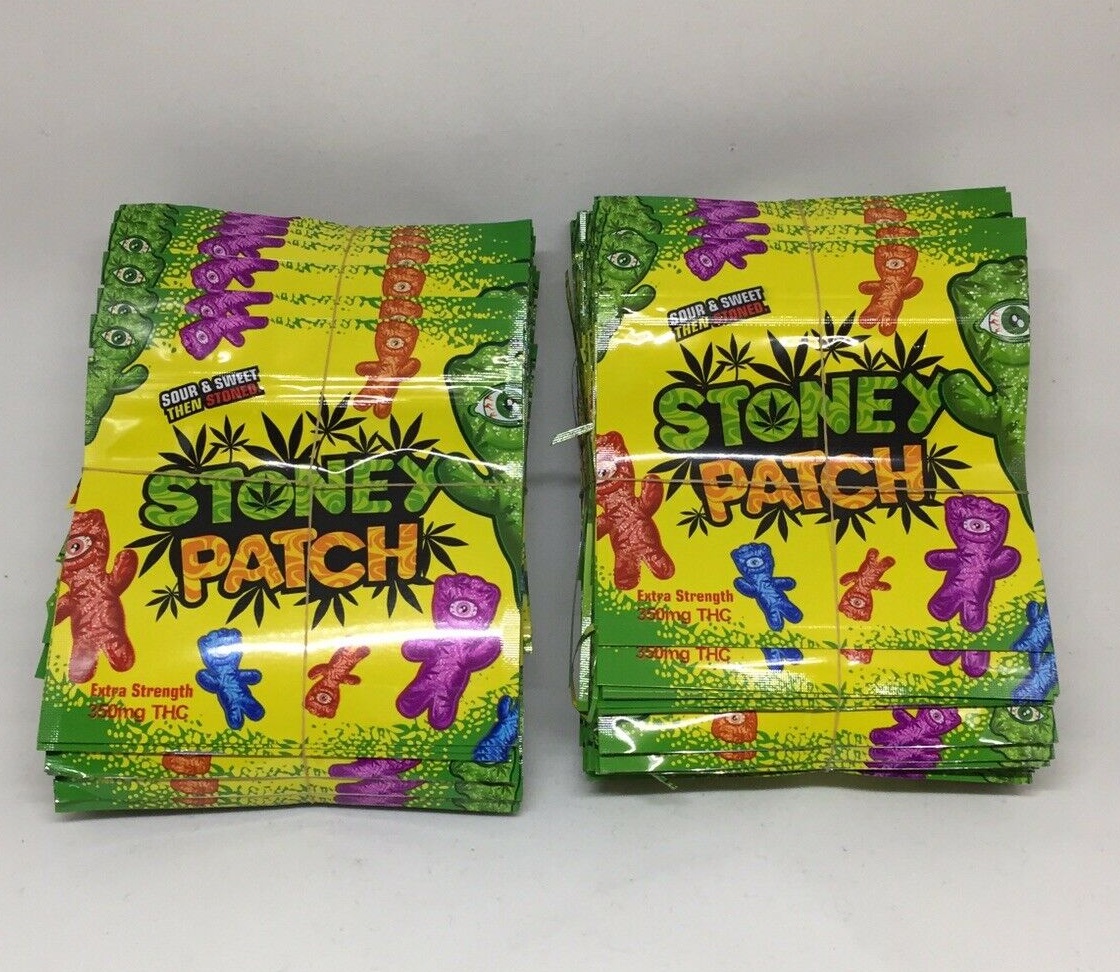 SOUR & SWEET
THEN STONED.
STONEY
PATCH
Extra Strength
350mg THC
SOUR & SWEET
THEN STONED.
STONEY
PATCH
Extra Strength
350mg THC
350mg THC